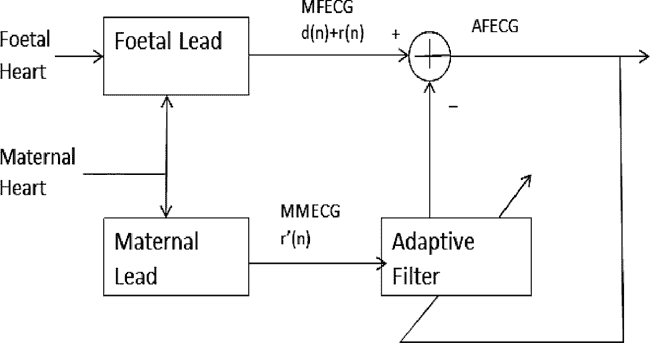 Foetal
Heart
Foetal Lead
MFECG
d(n)+r(n)
+
AFECG
–
Maternal
Heart
Maternal
Lead
MMECG
r’(n)
Adaptive
Filter